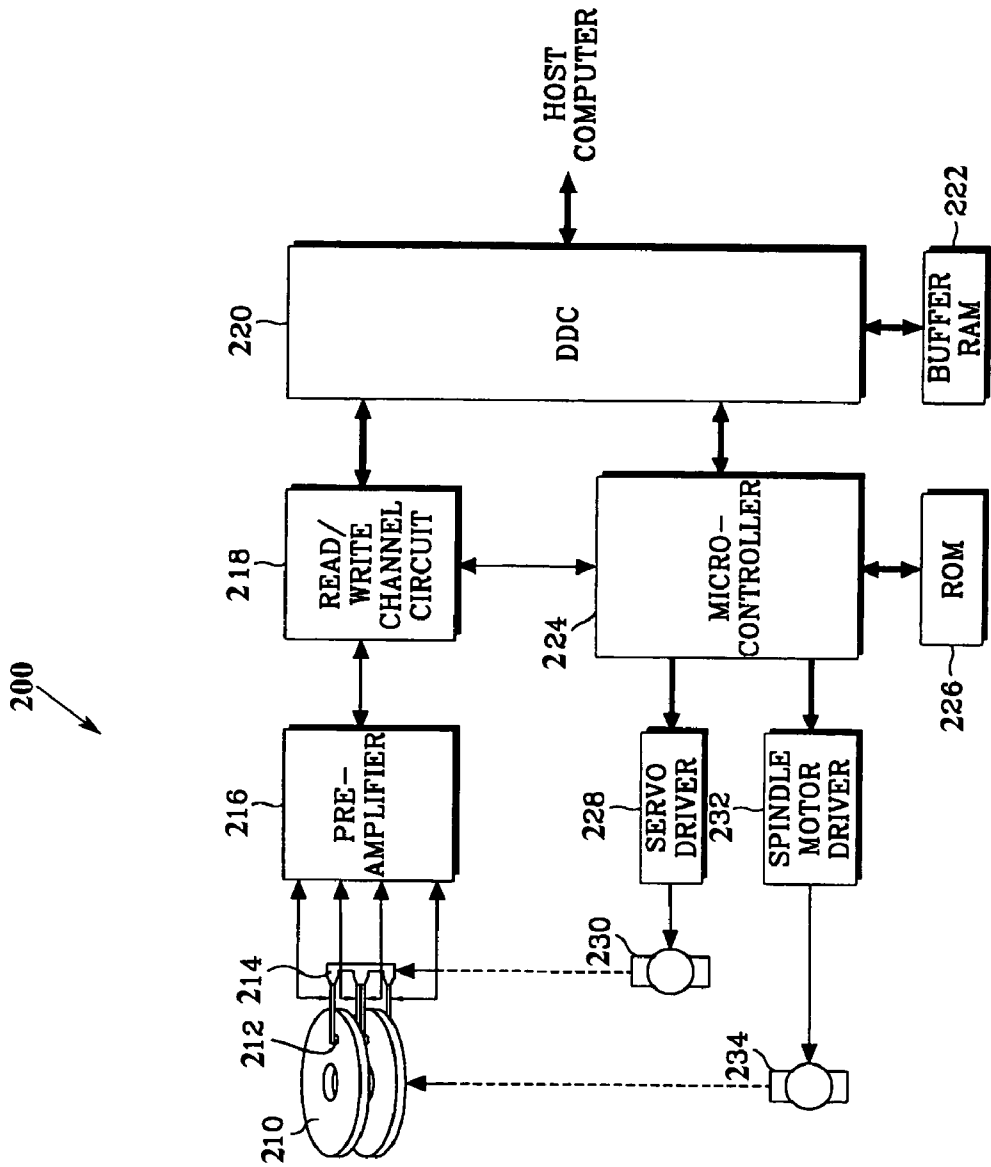 200
210
212
214
216
PRE-
AMPLIFIER
218
READ/
WRITE
CHANNEL
CIRCUIT
220
DDC
HOST
COMPUTER
224
MICRO-
CONTROLLER
222
BUFFER
RAM
226
ROM
228
SERVO
DRIVER
230
232
SPINDLE
MOTOR
DRIVER
234